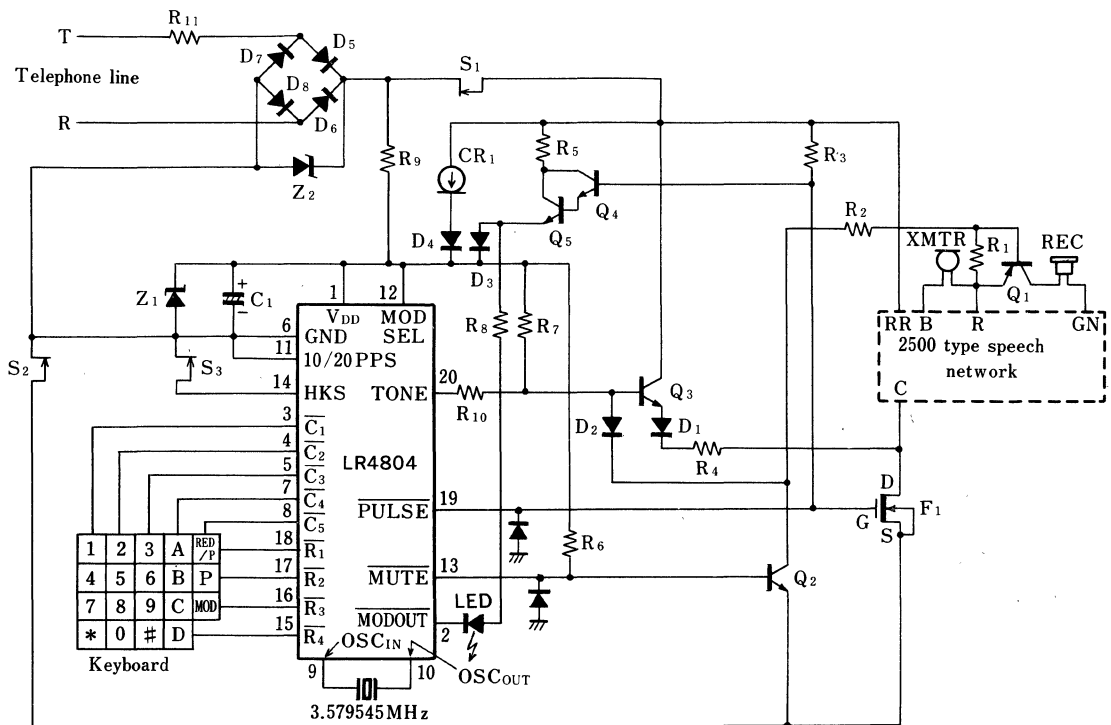 T
R11
D7
D5
Telephone line
D8
D6
R
Z2
S1
R9
CR1
R5
Q4
Q5
R3
D4
D3
R2
XMTR
R1
REC
Q1
RR
B
R
GN
2500 type speech
network
C
Z1
+
C1
−
1
12
VDD
MOD
SEL
6
GND
11
10/20PPS
R8
R7
S2
S3
14
HKS
TONE
20
R10
Q3
D2
D1
R4
3
C1
4
C2
5
C3
7
C4
8
C5
LR4804
PULSE
19
D
G
F1
S
18
R1
17
R2
16
R3
15
R4
MUTE
13
R6
Q2
MODOUT
2
LED
1 2 3 A RED/P
4 5 6 B P
7 8 9 C MOD
* 0 # D
Keyboard
OSCIN
OSCOUT
9
10
3.579545MHz